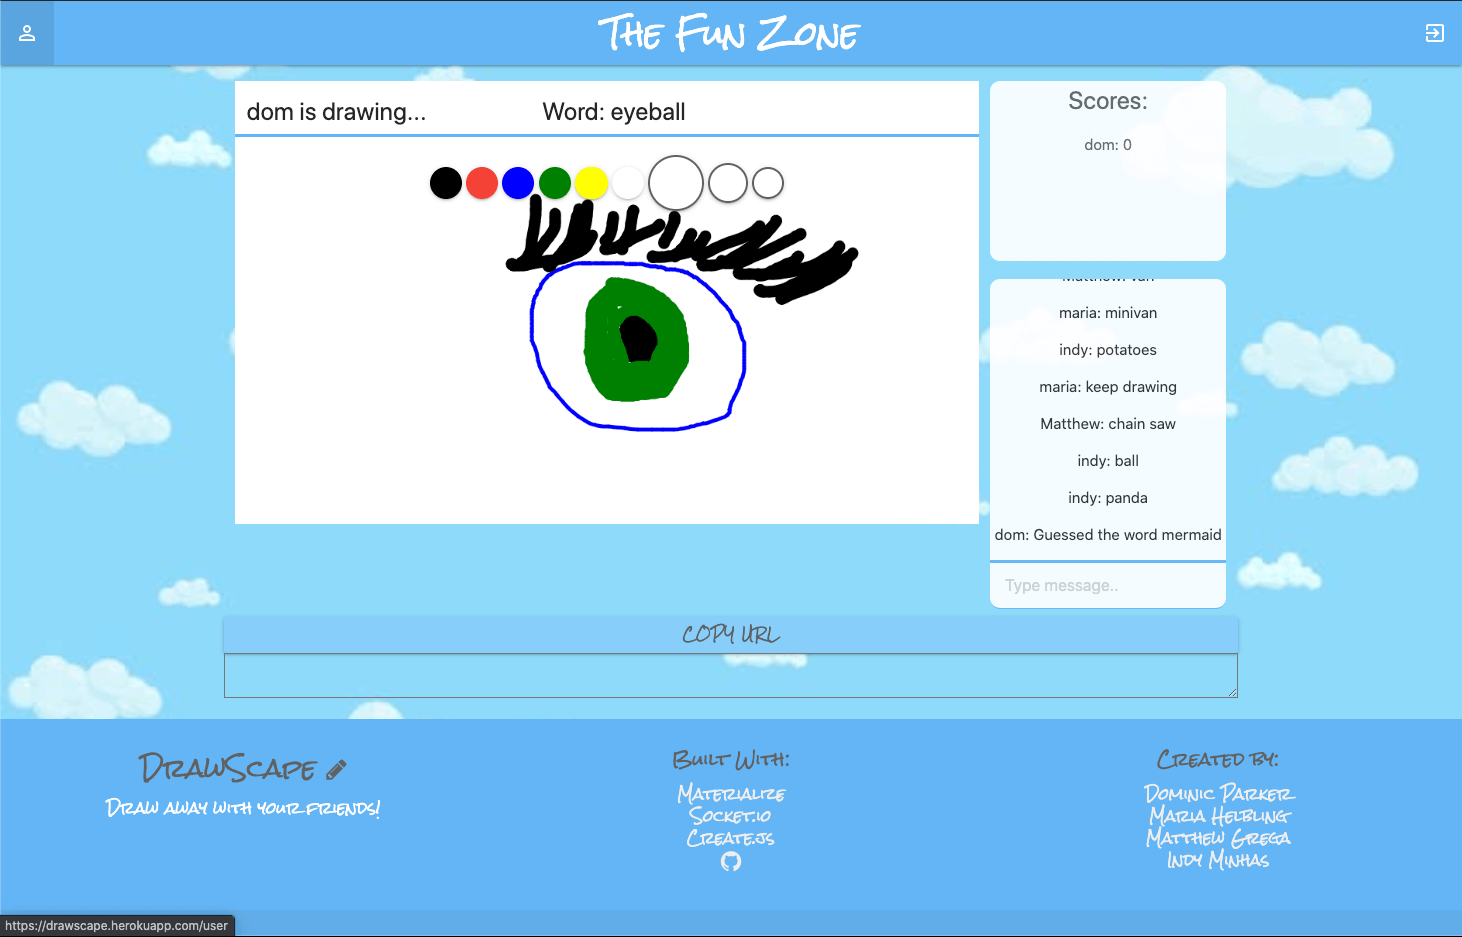 The Fun Zone
dom is drawing...
Word: eyeball
Scores:
dom: 0
Matthew: van
maria: minivan
indy: potatoes
maria: keep drawing
Matthew: chain saw
indy: ball
indy: panda
dom: Guessed the word mermaid
Type message..
COPY URL
DrawScape
Draw away with your friends!
Built With:
Materialize
Socket.io
Create.js
Created by:
Dominic Parker
Maria Helbling
Matthew Grega
Indy Minhas
https://drawscape.herokuapp.com/user